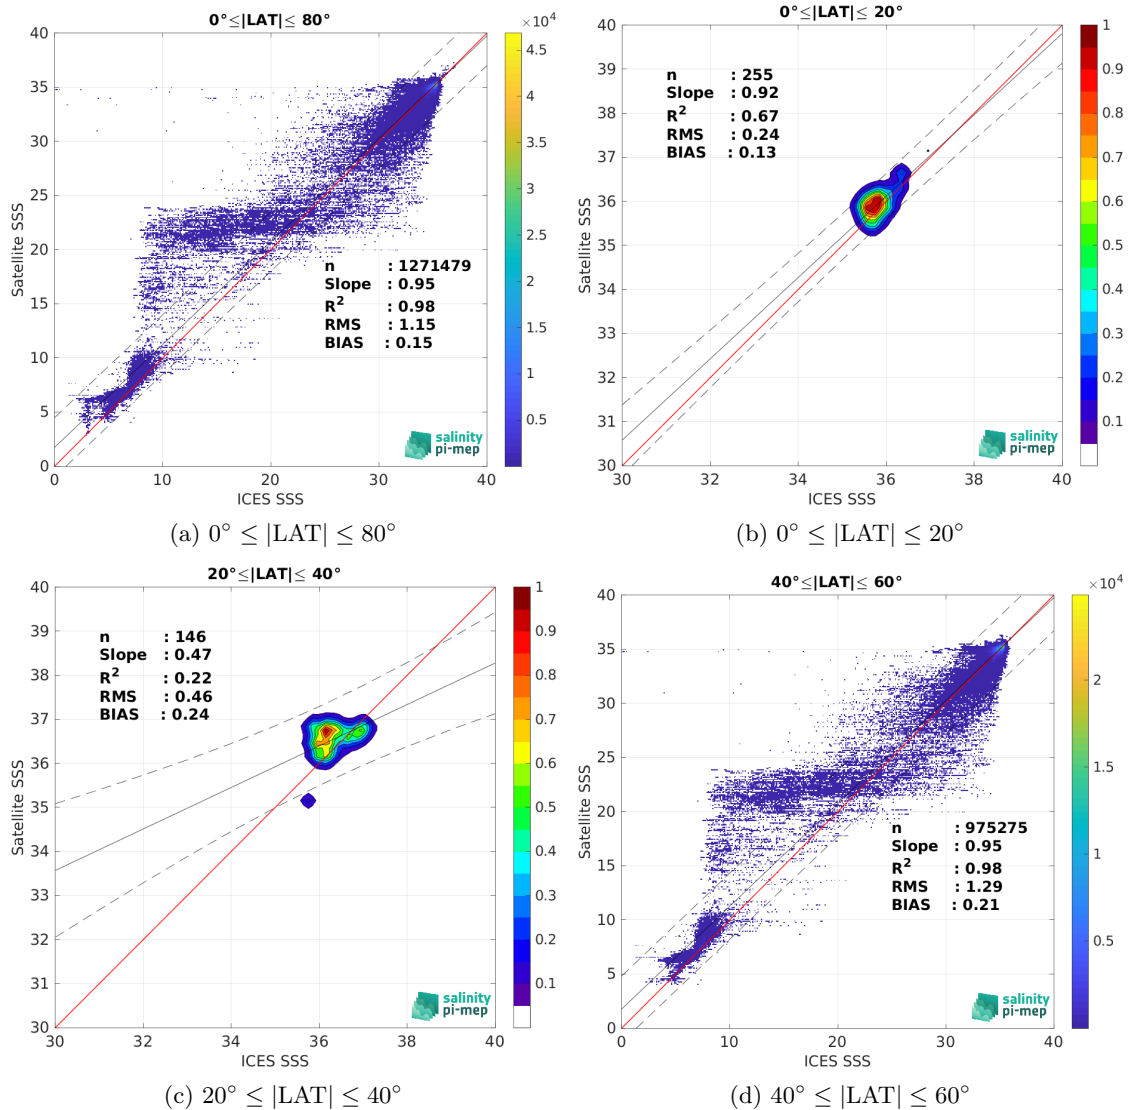 0°≤|LAT|≤ 80°
×10⁴
40
35
30
25
20
15
10
5
0
Satellite SSS
n : 1271479
Slope : 0.95
R² : 0.98
RMS : 1.15
BIAS : 0.15
salinity
pi-mep
0 10 20 30 40
ICES SSS
4.5
4
3.5
3
2.5
2
1.5
1
0.5
(a) 0° ≤ |LAT| ≤ 80°
0°≤|LAT|≤ 20°
40
39
38
37
36
35
34
33
32
31
30
Satellite SSS
n : 255
Slope : 0.92
R² : 0.67
RMS : 0.24
BIAS : 0.13
salinity
pi-mep
30 32 34 36 38 40
ICES SSS
1
0.9
0.8
0.7
0.6
0.5
0.4
0.3
0.2
0.1
(b) 0° ≤ |LAT| ≤ 20°
20°≤|LAT|≤ 40°
40
39
38
37
36
35
34
33
32
31
30
Satellite SSS
n : 146
Slope : 0.47
R² : 0.22
RMS : 0.46
BIAS : 0.24
salinity
pi-mep
30 32 34 36 38 40
ICES SSS
1
0.9
0.8
0.7
0.6
0.5
0.4
0.3
0.2
0.1
(c) 20° ≤ |LAT| ≤ 40°
40°≤|LAT|≤ 60°
×10⁴
40
35
30
25
20
15
10
5
0
Satellite SSS
n : 975275
Slope : 0.95
R² : 0.98
RMS : 1.29
BIAS : 0.21
salinity
pi-mep
0 10 20 30 40
ICES SSS
2
1.5
1
0.5
(d) 40° ≤ |LAT| ≤ 60°